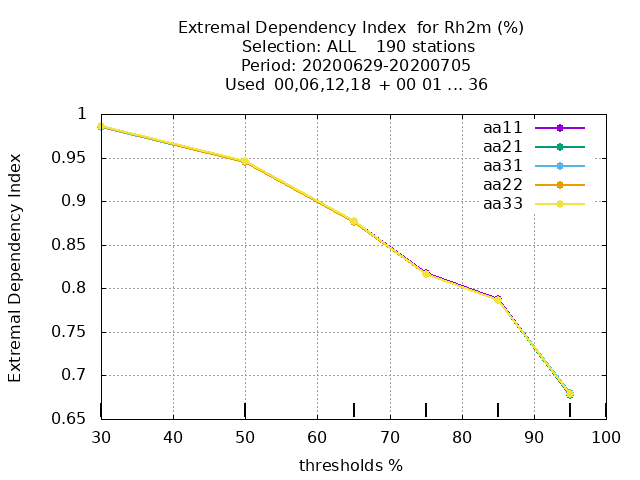 Extremal Dependency Index  for Rh2m (%)
Selection: ALL    190 stations
Period: 20200629-20200705
Used  00,06,12,18  + 00 01 ... 36
1
0.95
0.9
0.85
0.8
0.75
0.7
0.65
Extremal Dependency Index
aa11
aa21
aa31
aa22
aa33
30 40 50 60 70 80 90 100
thresholds %